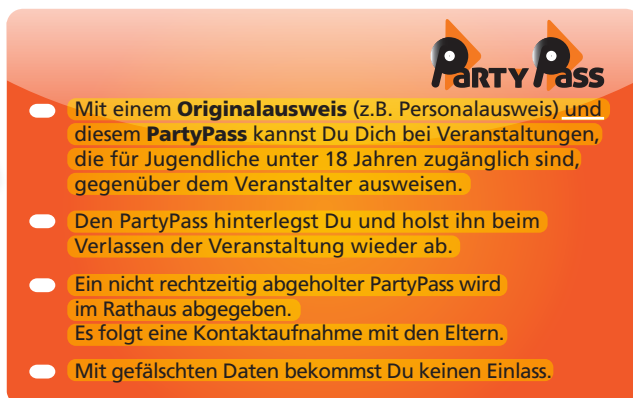 PARTY PASS
Mit einem Originalausweis (z.B. Personalausweis) und
diesem PartyPass kannst Du Dich bei Veranstaltungen,
die für Jugendliche unter 18 Jahren zugänglich sind,
gegenüber dem Veranstalter ausweisen.
Den PartyPass hinterlegst Du und holst ihn beim
Verlassen der Veranstaltung wieder ab.
Ein nicht rechtzeitig abgeholter PartyPass wird
im Rathaus abgegeben.
Es folgt eine Kontaktaufnahme mit den Eltern.
Mit gefälschten Daten bekommst Du keinen Einlass.